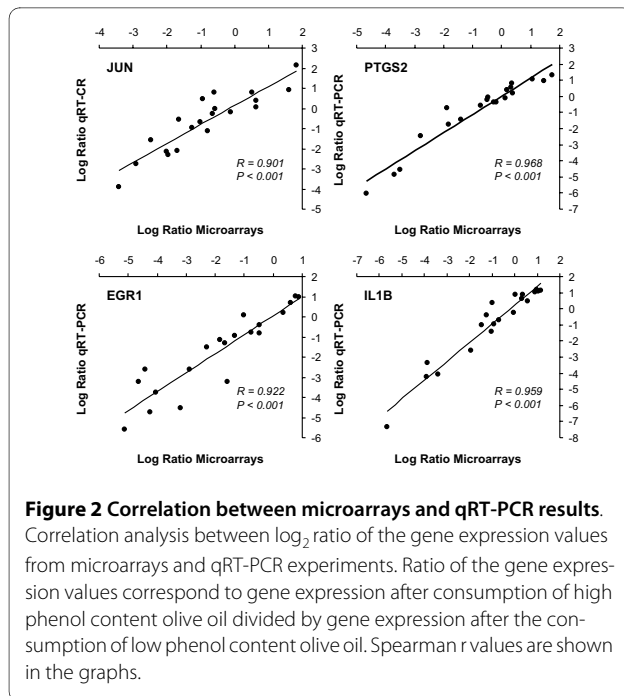 -4 -3 -2 -1 0 1 2
JUN
3
2
1
0
-1
-2
-3
-4
-5
Log Ratio qRT-CR
R = 0.901
P < 0.001
Log Ratio Microarrays
-5 -4 -3 -2 -1 0 1 2
PTGS2
3
2
1
0
-1
-2
-3
-4
-5
-6
-7
Log Ratio qRT-PCR
R = 0.968
P < 0.001
Log Ratio Microarrays
-6 -5 -4 -3 -2 -1 0 1
EGR1
2
1
0
-1
-2
-3
-4
-5
-6
Log Ratio qRT-PCR
R = 0.922
P < 0.001
Log Ratio Microarrays
-7 -6 -5 -4 -3 -2 -1 0 1 2
IL1B
2
1
0
-1
-2
-3
-4
-5
-6
-7
-8
Log Ratio qRT-PCR
R = 0.959
P < 0.001
Log Ratio Microarrays
Figure 2 Correlation between microarrays and qRT-PCR results.
Correlation analysis between log2 ratio of the gene expression values
from microarrays and qRT-PCR experiments. Ratio of the gene expres-
sion values correspond to gene expression after consumption of high
phenol content olive oil divided by gene expression after the con-
sumption of low phenol content olive oil. Spearman r values are shown
in the graphs.